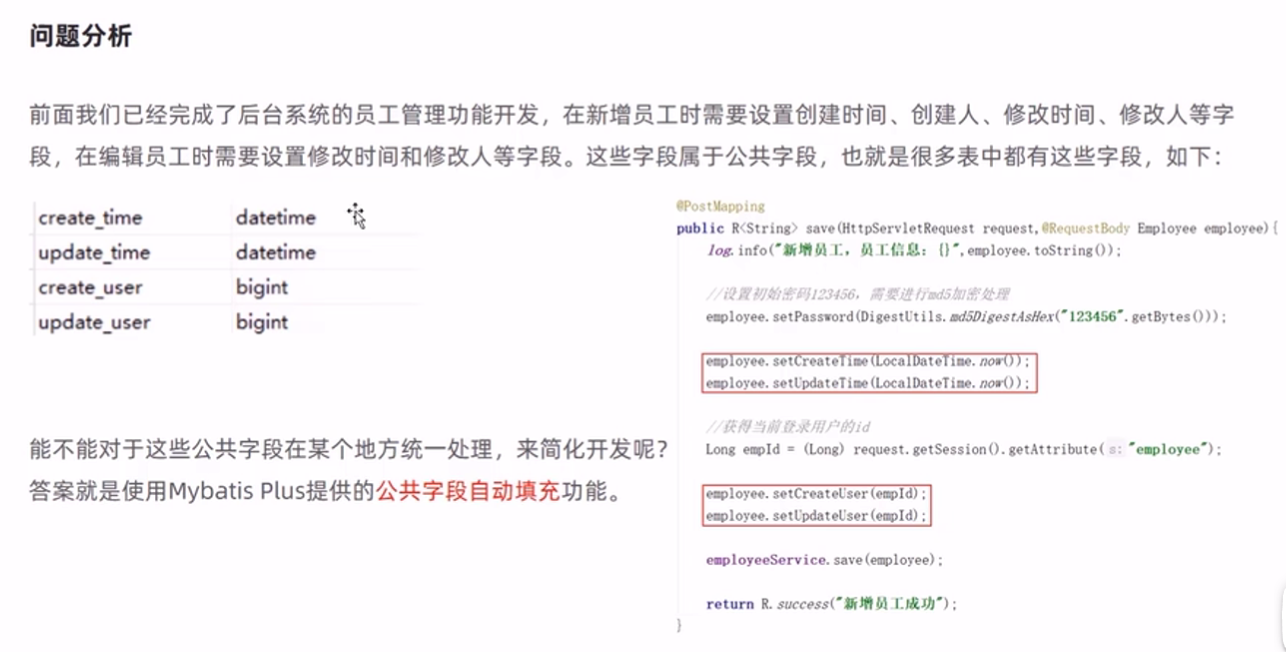 问题分析
前面我们已经完成了后台系统的员工管理功能开发，在新增员工时需要设置创建时间、创建人、修改时间、修改人等字
段，在编辑员工时需要设置修改时间和修改人等字段。这些字段属于公共字段，也就是很多表中都有这些字段，如下：
create_time datetime
update_time datetime
create_user bigint
update_user bigint
能不能对于这些公共字段在某个地方统一处理，来简化开发呢？
答案就是使用Mybatis Plus提供的公共字段自动填充功能。
@PostMapping
public R<String> save(HttpServletRequest request,@RequestBody Employee employee){
log.info("新增员工，员工信息：{}",employee.toString());
//设置初始密码123456，需要进行md5加密处理
employee.setPassword(DigestUtils.md5DigestAsHex("123456".getBytes()));
employee.setCreateTime(LocalDateTime.now());
employee.setUpdateTime(LocalDateTime.now());
//获得当前登录用户的id
Long empId = (Long) request.getSession().getAttribute( s: "employee");
employee.setCreateUser(empId);
employee.setUpdateUser(empId);
employeeService.save(employee);
return R.success("新增员工成功");
}